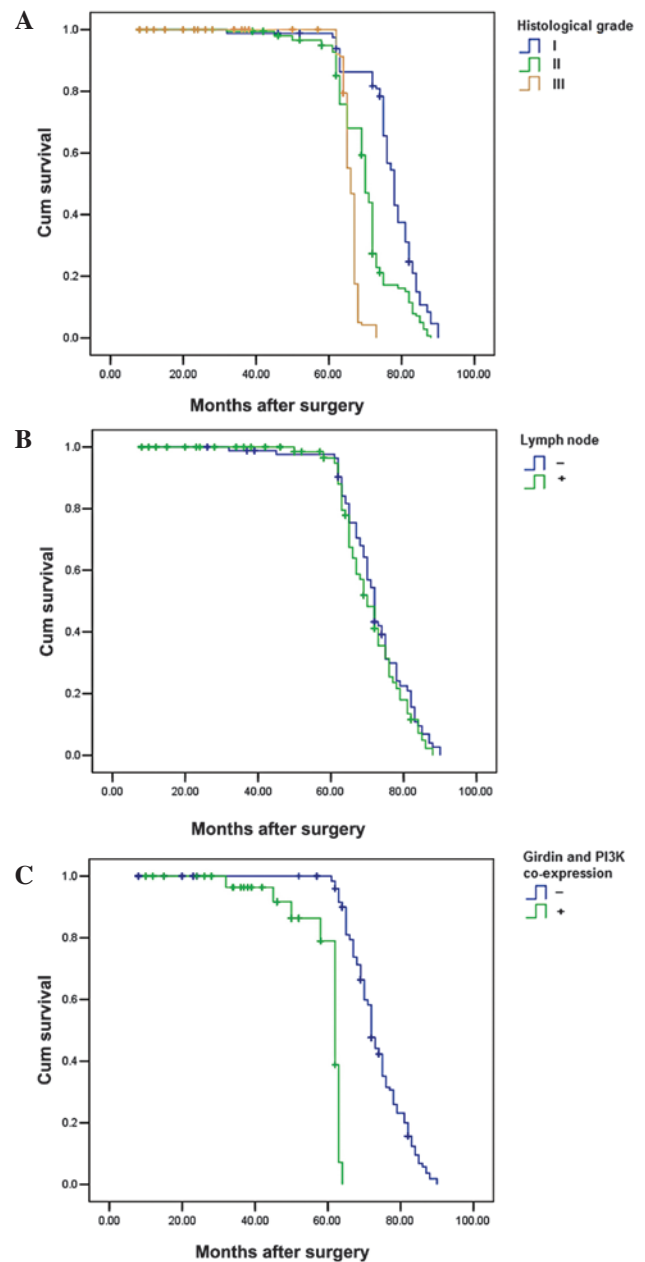 A
Histological grade
I
II
III
1.0
0.8
0.6
0.4
0.2
0.0
Cum survival
0.00 20.00 40.00 60.00 80.00 100.00
Months after surgery
B
Lymph node
–
+
1.0
0.8
0.6
0.4
0.2
0.0
Cum survival
0.00 20.00 40.00 60.00 80.00 100.00
Months after surgery
C
Girdin and PI3K
co-expression
–
+
1.0
0.8
0.6
0.4
0.2
0.0
Cum survival
0.00 20.00 40.00 60.00 80.00 100.00
Months after surgery